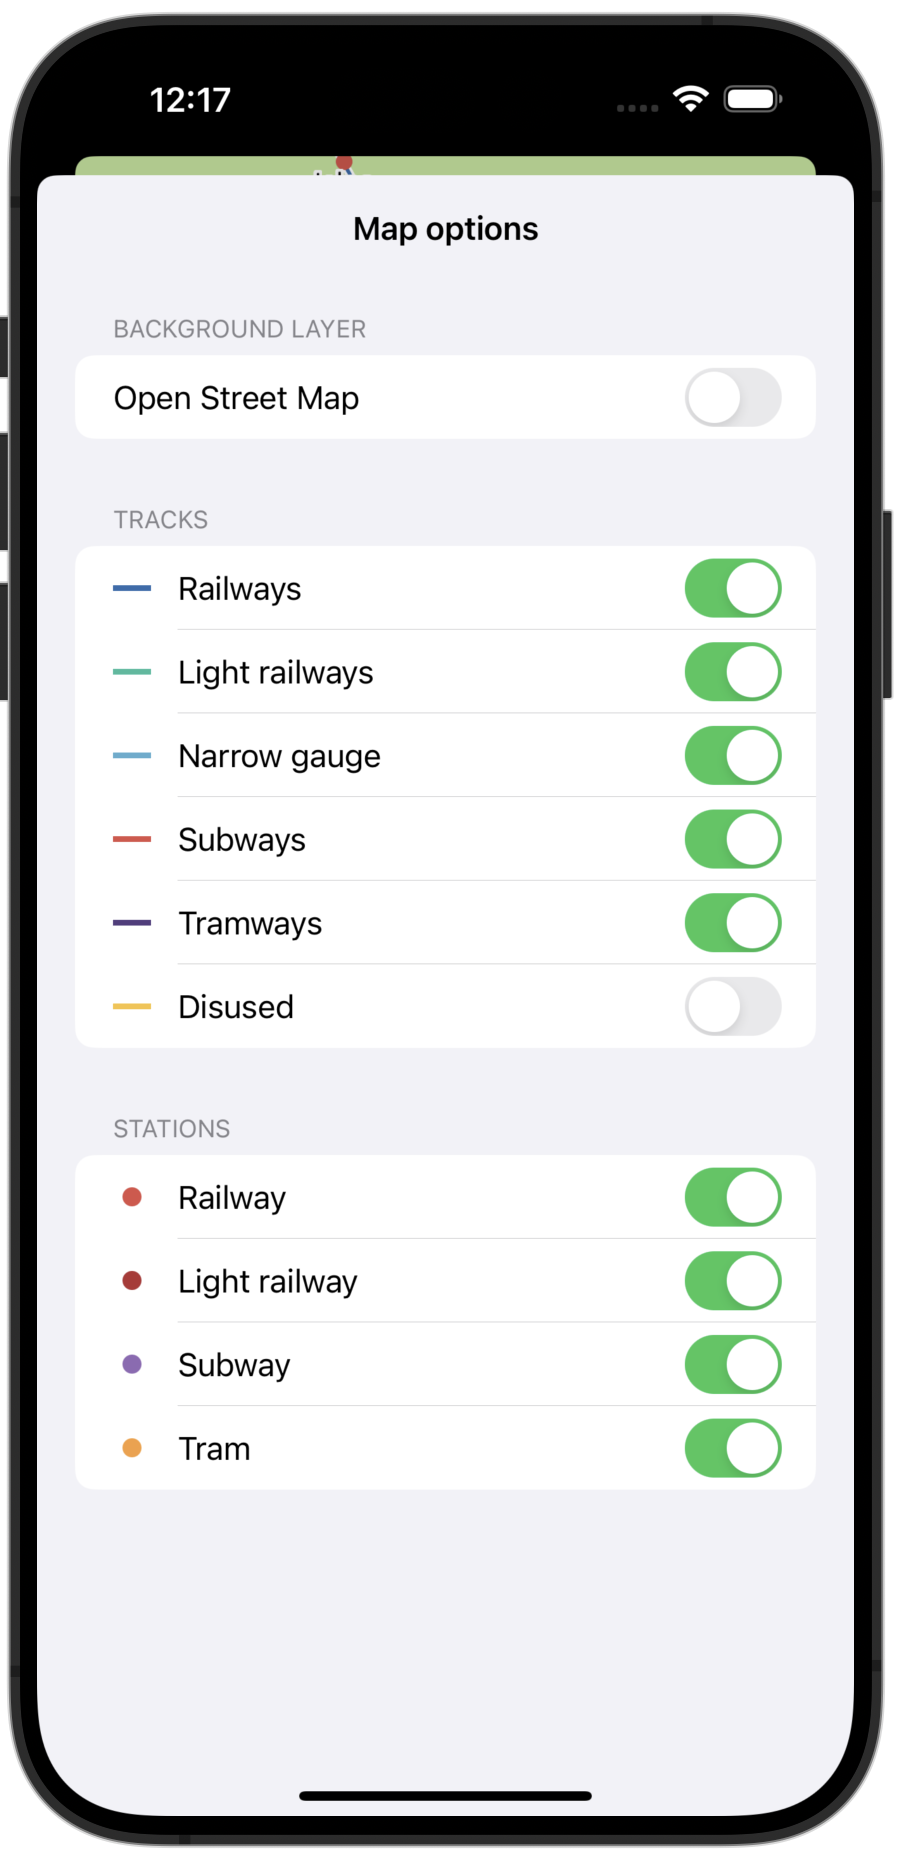 12:17
Map options
BACKGROUND LAYER
Open Street Map
TRACKS
Railways
Light railways
Narrow gauge
Subways
Tramways
Disused
STATIONS
Railway
Light railway
Subway
Tram